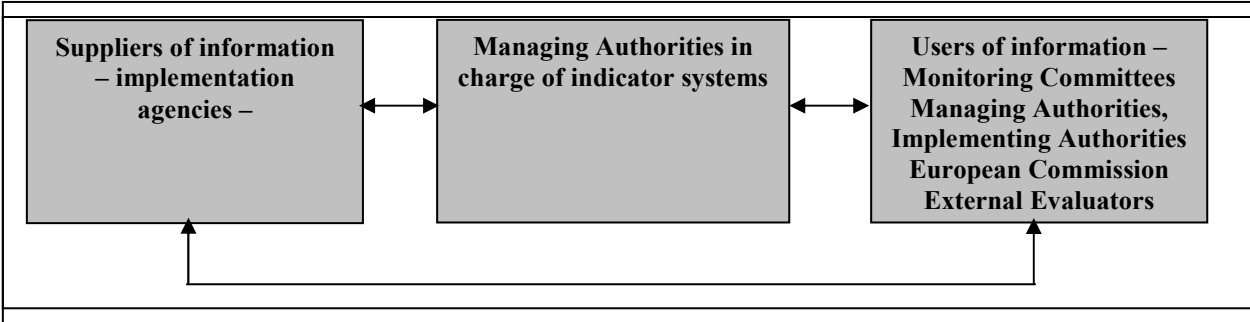 Suppliers of information
– implementation
agencies –
Managing Authorities in
charge of indicator systems
Users of information –
Monitoring Committees
Managing Authorities,
Implementing Authorities
European Commission
External Evaluators